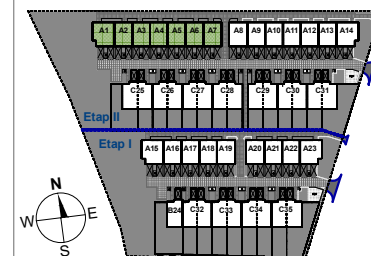 A1 A2 A3 A4 A5 A6 A7 A8 A9 A10 A11 A12 A13 A14
C25 C26 C27 C28 C29 C30 C31
Etap II
Etap I
A15 A16 A17 A18 A19 A20 A21 A22 A23
B24 C32 C33 C34 C35
N
W E
S